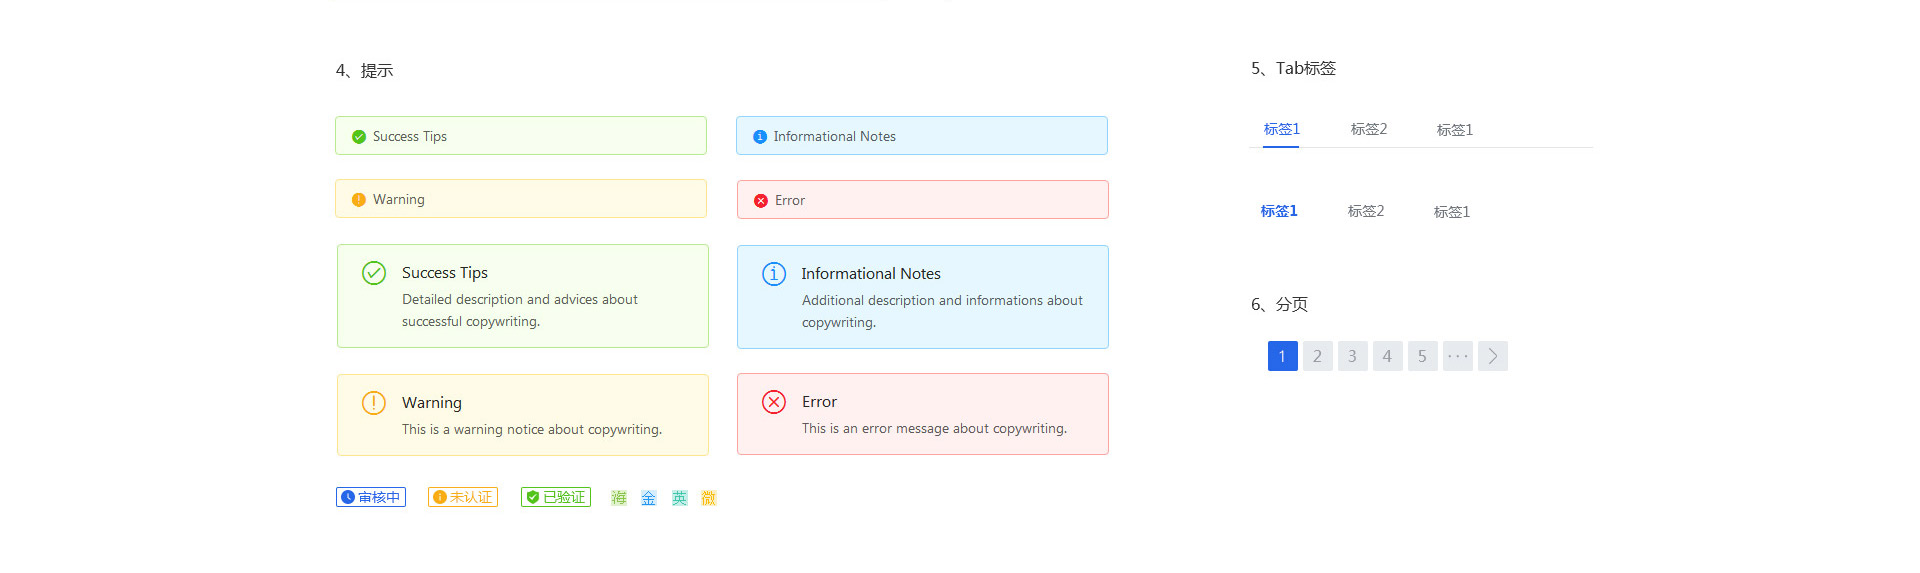 4、提示
Success Tips
Informational Notes
Warning
Error
Success Tips
Detailed description and advices about
successful copywriting.
Informational Notes
Additional description and informations about
copywriting.
Warning
This is a warning notice about copywriting.
Error
This is an error message about copywriting.
审核中 未认证 已验证 海 金 英 微
5、Tab标签
标签1 标签2 标签1
标签1 标签2 标签1
6、分页
1 2 3 4 5 ···